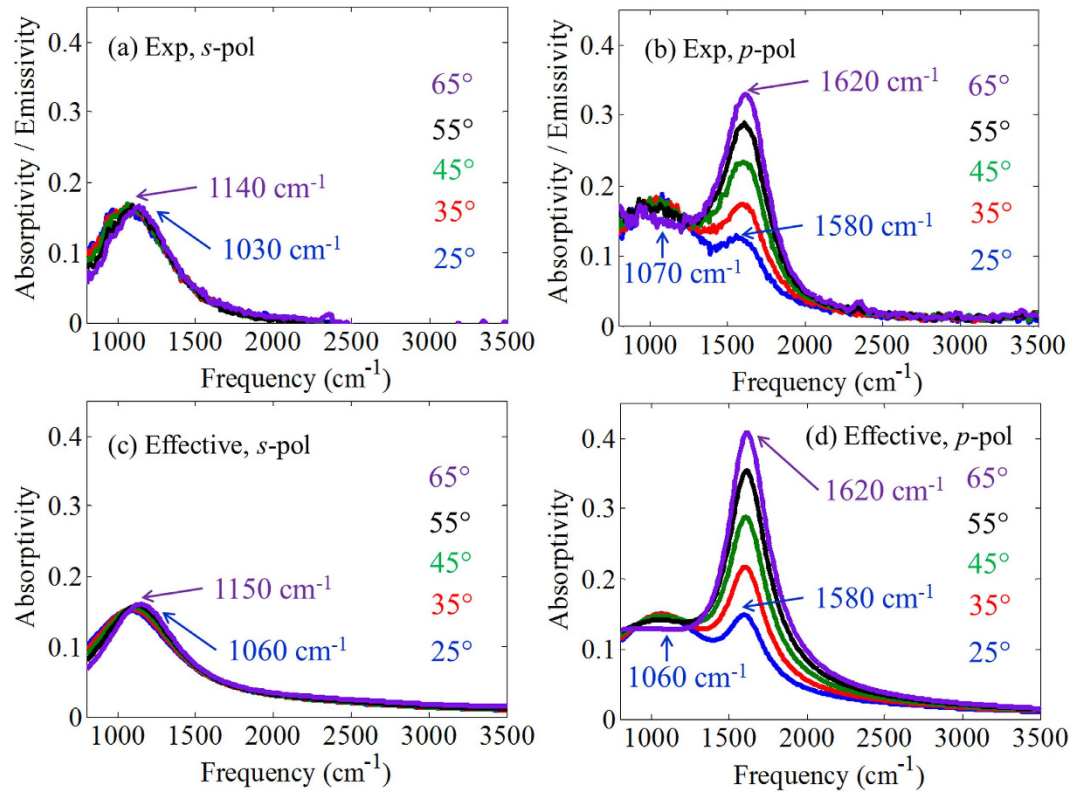 (a) Exp, s-pol
Absorptivity / Emissivity
0.4
0.3
0.2
0.1
0
65°
55°
45°
35°
25°
1140 cm-1
1030 cm-1
1000 1500 2000 2500 3000 3500
Frequency (cm-1)
(b) Exp, p-pol
Absorptivity / Emissivity
0.4
0.3
0.2
0.1
0
1620 cm-1
65°
55°
45°
35°
25°
1580 cm-1
1070 cm-1
1000 1500 2000 2500 3000 3500
Frequency (cm-1)
(c) Effective, s-pol
Absorptivity
0.4
0.3
0.2
0.1
0
65°
55°
45°
35°
25°
1150 cm-1
1060 cm-1
1000 1500 2000 2500 3000 3500
Frequency (cm-1)
(d) Effective, p-pol
Absorptivity
0.4
0.3
0.2
0.1
0
1620 cm-1
65°
55°
45°
35°
25°
1580 cm-1
1060 cm-1
1000 1500 2000 2500 3000 3500
Frequency (cm-1)